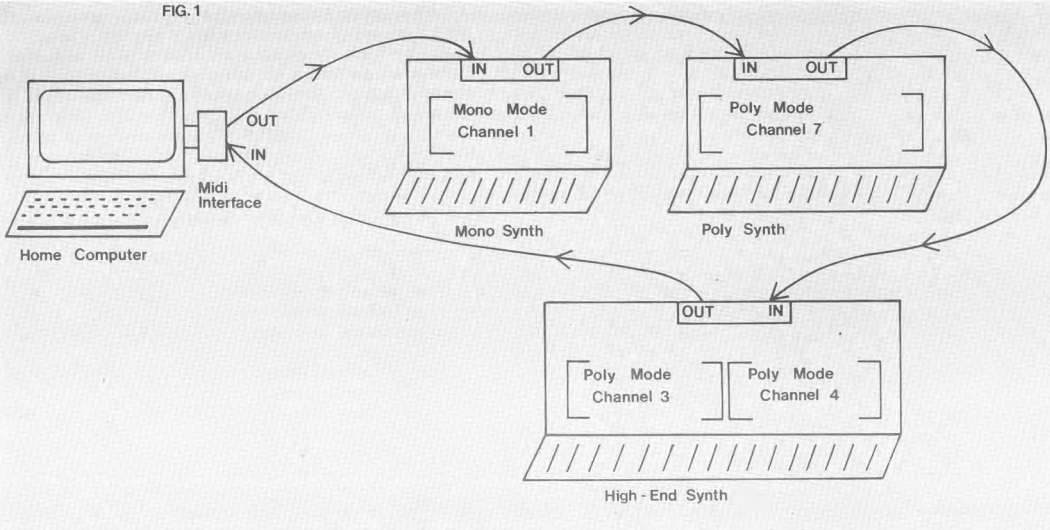 FIG.1
OUT
IN
Midi
Interface
Home Computer
IN OUT
Mono Mode
Channel 1
Mono Synth
IN OUT
Poly Mode
Channel 7
Poly Synth
OUT IN
Poly Mode
Channel 3
Poly Mode
Channel 4
High-End Synth